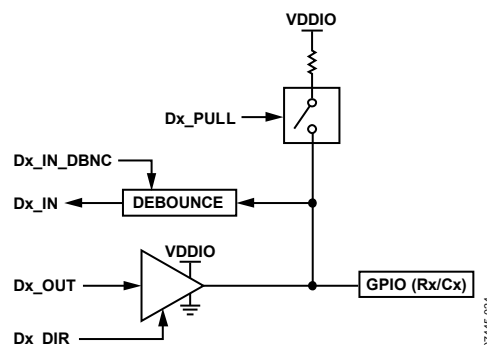 VDDIO
Dx_PULL
Dx_IN_DBNC
Dx_IN
DEBOUNCE
VDDIO
Dx_OUT
GPIO (Rx/Cx)
Dx_DIR